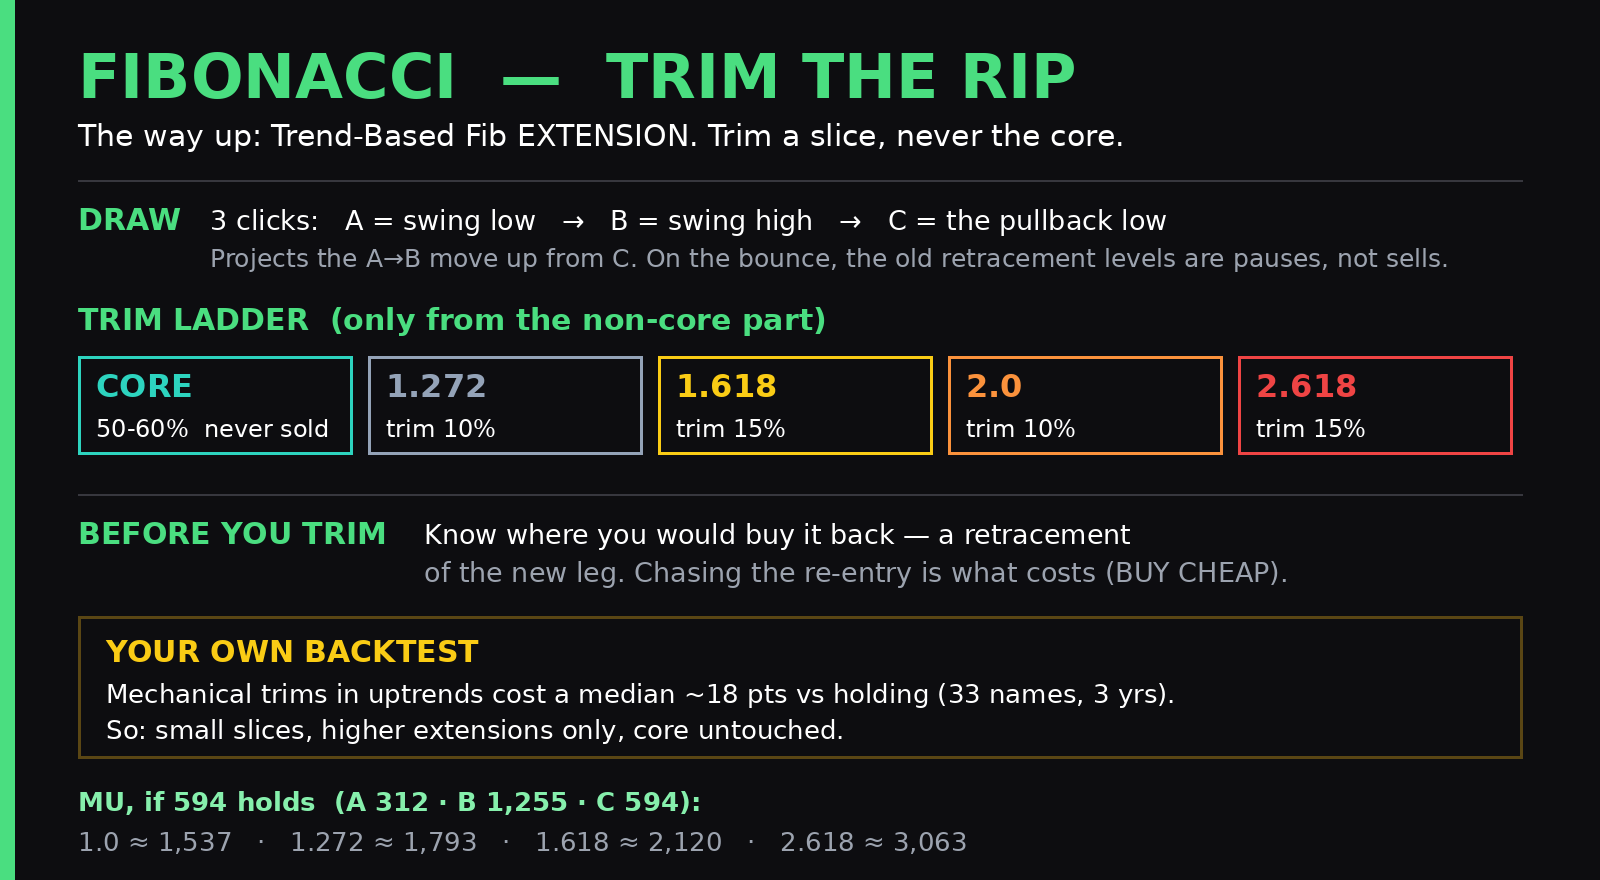 FIBONACCI — TRIM THE RIP
The way up: Trend-Based Fib EXTENSION. Trim a slice, never the core.
DRAW 3 clicks: A = swing low → B = swing high → C = the pullback low
Projects the A→B move up from C. On the bounce, the old retracement levels are pauses, not sells.
TRIM LADDER (only from the non-core part)
CORE
50-60% never sold
1.272
trim 10%
1.618
trim 15%
2.0
trim 10%
2.618
trim 15%
BEFORE YOU TRIM Know where you would buy it back — a retracement
of the new leg. Chasing the re-entry is what costs (BUY CHEAP).
YOUR OWN BACKTEST
Mechanical trims in uptrends cost a median ~18 pts vs holding (33 names, 3 yrs).
So: small slices, higher extensions only, core untouched.
MU, if 594 holds (A 312 · B 1,255 · C 594):
1.0 ≈ 1,537 · 1.272 ≈ 1,793 · 1.618 ≈ 2,120 · 2.618 ≈ 3,063